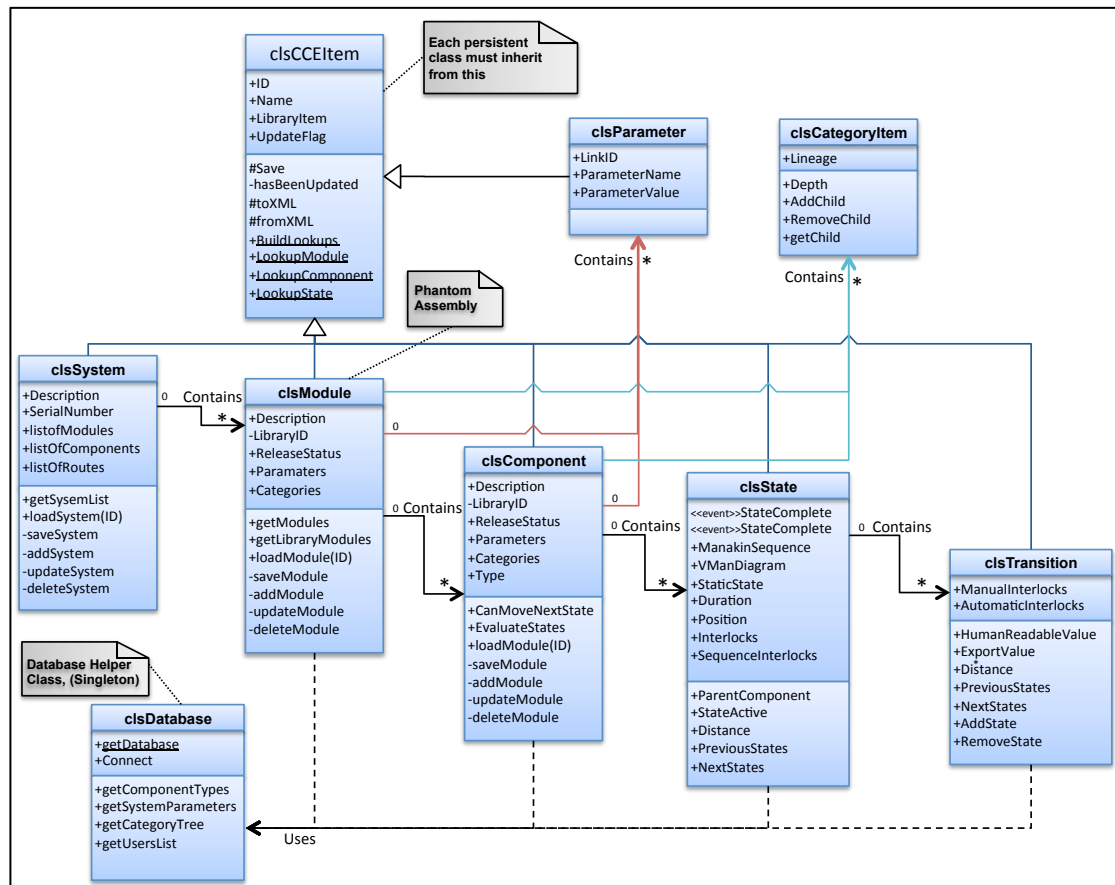 clsCCEItem
+ID
+Name
+LibraryItem
+UpdateFlag
#Save
-hasBeenUpdated
#toXML
#fromXML
+BuildLookups
+LookupModule
+LookupComponent
+LookupState
Each persistent
class must inherit
from this
clsParameter
+LinkID
+ParameterName
+ParameterValue
clsCategoryItem
+Lineage
+Depth
+AddChild
+RemoveChild
+getChild
Contains *
Contains *
Phantom
Assembly
clsSystem
+Description
+SerialNumber
+listofModules
+listOfComponents
+listOfRoutes
+getSysemList
+loadSystem(ID)
-saveSystem
-addSystem
-updateSystem
-deleteSystem
0 Contains
*
clsModule
+Description
-LibraryID
+ReleaseStatus
+Paramaters
+Categories
+getModules
+getLibraryModules
+loadModule(ID)
-saveModule
-addModule
-updateModule
-deleteModule
0
0 Contains
*
clsComponent
+Description
-LibraryID
+ReleaseStatus
+Parameters
+Categories
+Type
+CanMoveNextState
+EvaluateStates
+loadModule(ID)
-saveModule
-addModule
-updateModule
-deleteModule
0
0 Contains
*
clsState
<<event>>StateComplete
<<event>>StateComplete
+ManakinSequence
+VManDiagram
+StaticState
+Duration
+Position
+Interlocks
+SequenceInterlocks
+ParentComponent
+StateActive
+Distance
+PreviousStates
+NextStates
0 Contains
*
clsTransition
+ManualInterlocks
+AutomaticInterlocks
+HumanReadableValue
+ExportValue
+Distance
*
+PreviousStates
+NextStates
+AddState
+RemoveState
Database Helper
Class, (Singleton)
clsDatabase
+getDatabase
+Connect
+getComponentTypes
+getSystemParameters
+getCategoryTree
+getUsersList
Uses